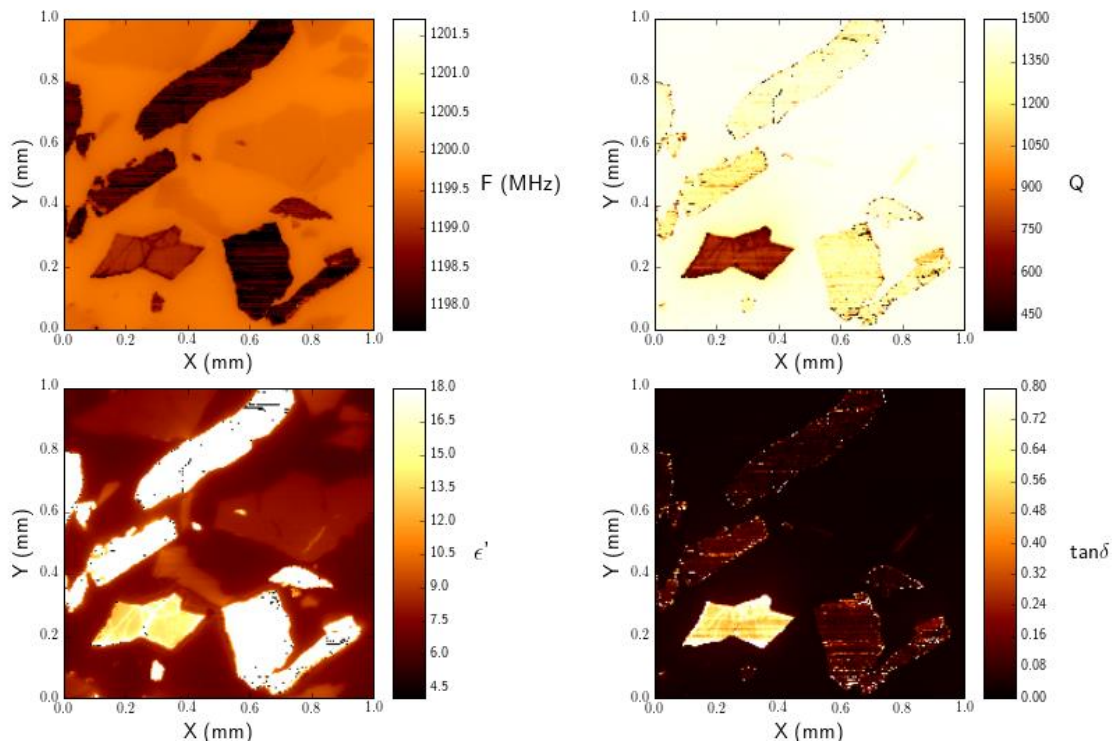 1.0 0.8 0.6 0.4 0.2 0.0
Y (mm)
0.0 0.2 0.4 0.6 0.8 1.0
X (mm)
1201.5 1201.0 1200.5 1200.0 1199.5 1199.0 1198.5 1198.0
F (MHz)
1.0 0.8 0.6 0.4 0.2 0.0
Y (mm)
0.0 0.2 0.4 0.6 0.8 1.0
X (mm)
1500 1350 1200 1050 900 750 600 450
Q
1.0 0.8 0.6 0.4 0.2 0.0
Y (mm)
0.0 0.2 0.4 0.6 0.8 1.0
X (mm)
18.0 16.5 15.0 13.5 12.0 10.5 9.0 7.5 6.0 4.5
ϵ'
1.0 0.8 0.6 0.4 0.2 0.0
Y (mm)
0.0 0.2 0.4 0.6 0.8 1.0
X (mm)
0.80 0.72 0.64 0.56 0.48 0.40 0.32 0.24 0.16 0.08 0.00
tanδ